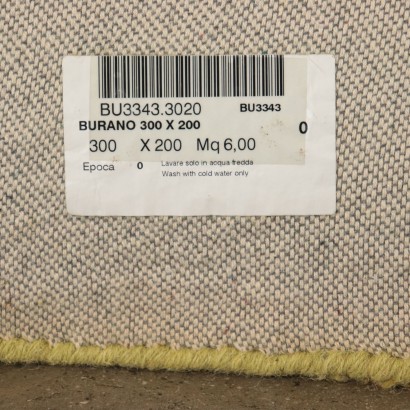 BU3343.3020 BU3343
BURANO 300 X 200 0
300 X 200 Mq 6,00
Epoca 0 Lavare solo in acqua fredda
Wash with cold water only